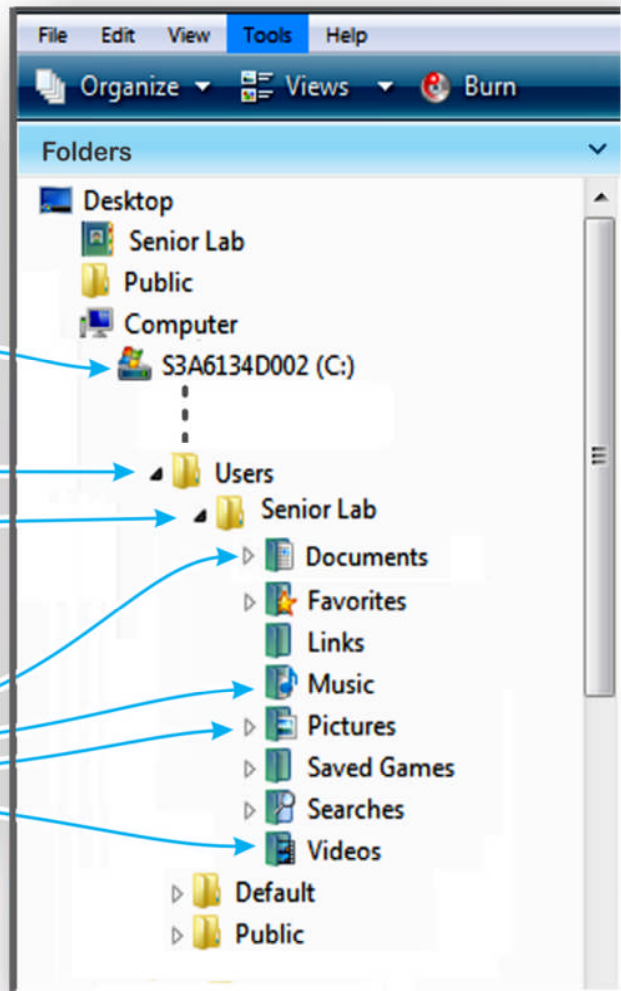 File Edit View Tools Help
Organize Views Burn
Folders
Desktop
Senior Lab
Public
Computer
S3A6134D002 (C:)
Users
Senior Lab
Documents
Favorites
Links
Music
Pictures
Saved Games
Searches
Videos
Default
Public